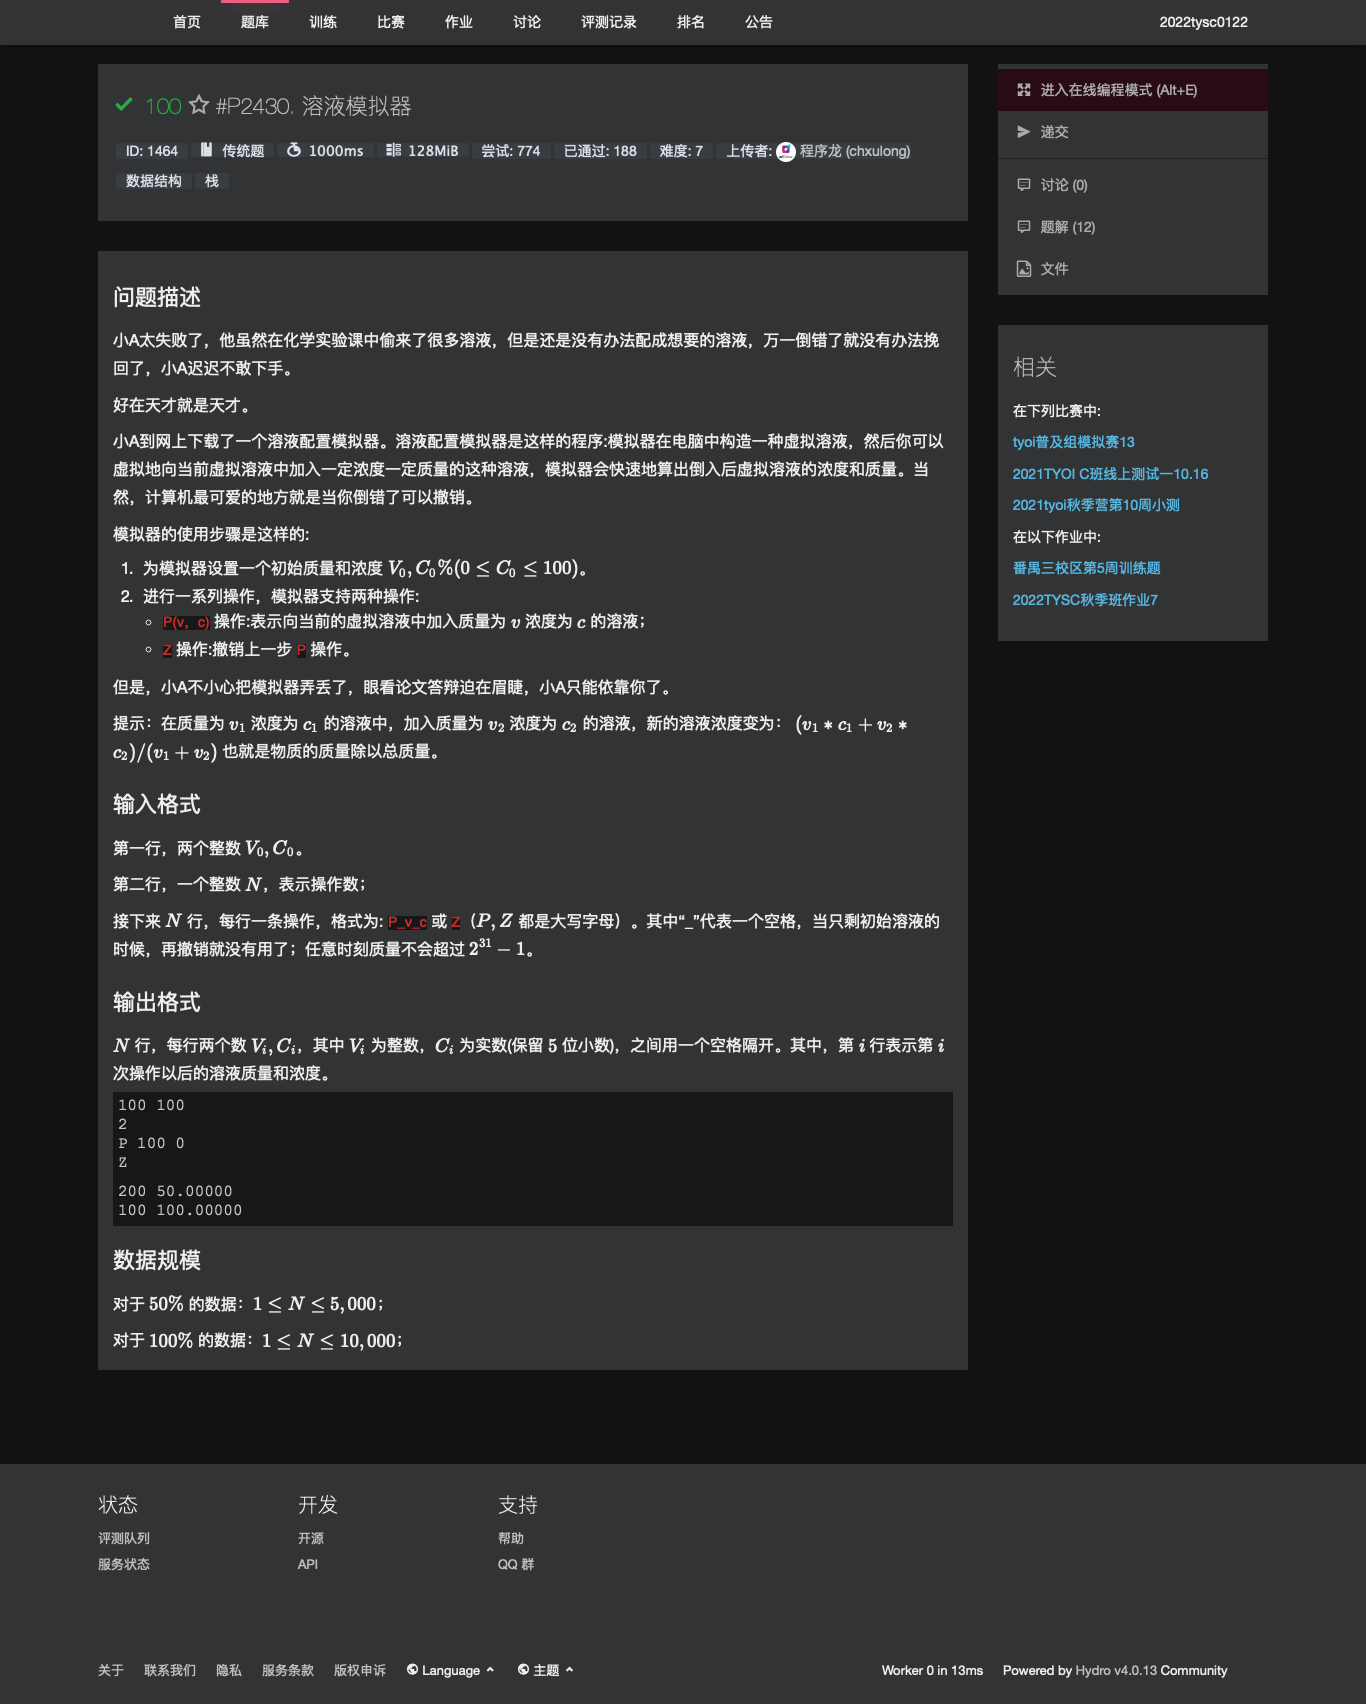 首页 题库 训练 比赛 作业 讨论 评测记录 排名 公告 2022tysc0122
100 #P2430. 溶液模拟器
ID: 1464 传统题 1000ms 128MiB 尝试: 774 已通过: 188 难度: 7 上传者: 程序龙 (chxulong)
数据结构 栈
问题描述
小A太失败了，他虽然在化学实验课中偷来了很多溶液，但是还是没有办法配成想要的溶液，万一倒错了就没有办法挽
回了，小A迟迟不敢下手。
好在天才就是天才。
小A到网上下载了一个溶液配置模拟器。溶液配置模拟器是这样的程序:模拟器在电脑中构造一种虚拟溶液，然后你可以
虚拟地向当前虚拟溶液中加入一定浓度一定质量的这种溶液，模拟器会快速地算出倒入后虚拟溶液的浓度和质量。当
然，计算机最可爱的地方就是当你倒错了可以撤销。
模拟器的使用步骤是这样的:
1. 为模拟器设置一个初始质量和浓度 V₀, C₀%(0 ≤ C₀ ≤ 100)。
2. 进行一系列操作，模拟器支持两种操作:
◦ P(v，c) 操作:表示向当前的虚拟溶液中加入质量为 v 浓度为 c 的溶液；
◦ Z 操作:撤销上一步 P 操作。
但是，小A不小心把模拟器弄丢了，眼看论文答辩迫在眉睫，小A只能依靠你了。
提示：在质量为 v₁ 浓度为 c₁ 的溶液中，加入质量为 v₂ 浓度为 c₂ 的溶液，新的溶液浓度变为： (v₁ * c₁ + v₂ *
c₂)/(v₁ + v₂) 也就是物质的质量除以总质量。
输入格式
第一行，两个整数 V₀, C₀。
第二行，一个整数 N，表示操作数；
接下来 N 行，每行一条操作，格式为: P_v_c 或 Z（P, Z 都是大写字母）。其中“_”代表一个空格，当只剩初始溶液的
时候，再撤销就没有用了；任意时刻质量不会超过 2³¹ − 1。
输出格式
N 行，每行两个数 Vᵢ, Cᵢ，其中 Vᵢ 为整数，Cᵢ 为实数(保留 5 位小数)，之间用一个空格隔开。其中，第 i 行表示第 i
次操作以后的溶液质量和浓度。
100 100
2
P 100 0
Z
200 50.00000
100 100.00000
数据规模
对于 50% 的数据：1 ≤ N ≤ 5,000；
对于 100% 的数据：1 ≤ N ≤ 10,000；
进入在线编程模式 (Alt+E)
递交
讨论 (0)
题解 (12)
文件
相关
在下列比赛中:
tyoi普及组模拟赛13
2021TYOI C班线上测试一10.16
2021tyoi秋季营第10周小测
在以下作业中:
番禺三校区第5周训练题
2022TYSC秋季班作业7
状态 开发 支持
评测队列 开源 帮助
服务状态 API QQ 群
关于 联系我们 隐私 服务条款 版权申诉 Language 主题 Worker 0 in 13ms Powered by Hydro v4.0.13 Community